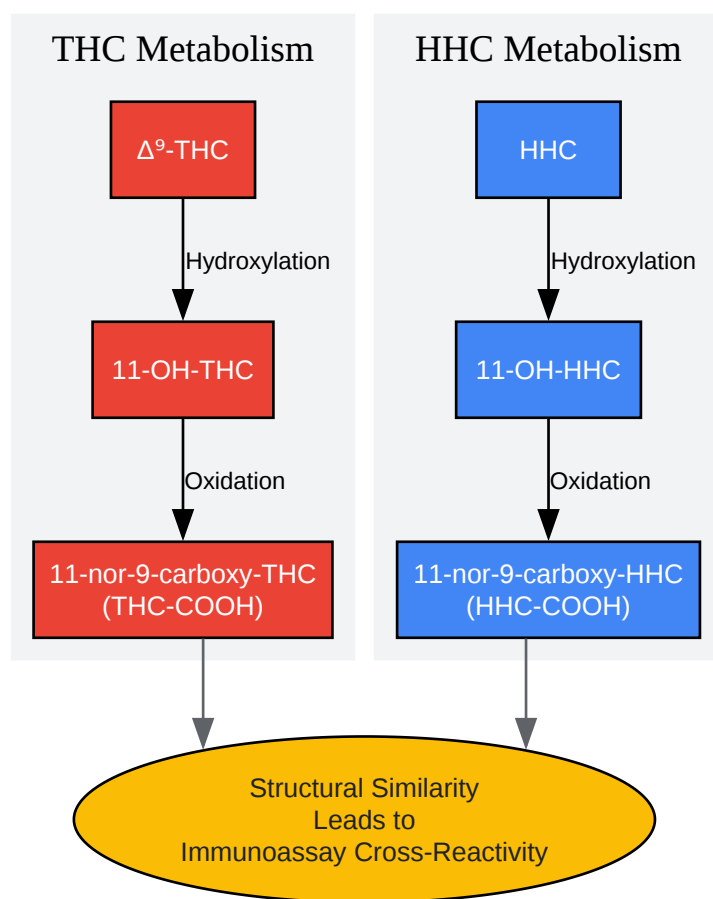 THC Metabolism
Δ⁹-THC
Hydroxylation
11-OH-THC
Oxidation
11-nor-9-carboxy-THC
(THC-COOH)
HHC Metabolism
HHC
Hydroxylation
11-OH-HHC
Oxidation
11-nor-9-carboxy-HHC
(HHC-COOH)
Structural Similarity
Leads to
Immunoassay Cross-Reactivity